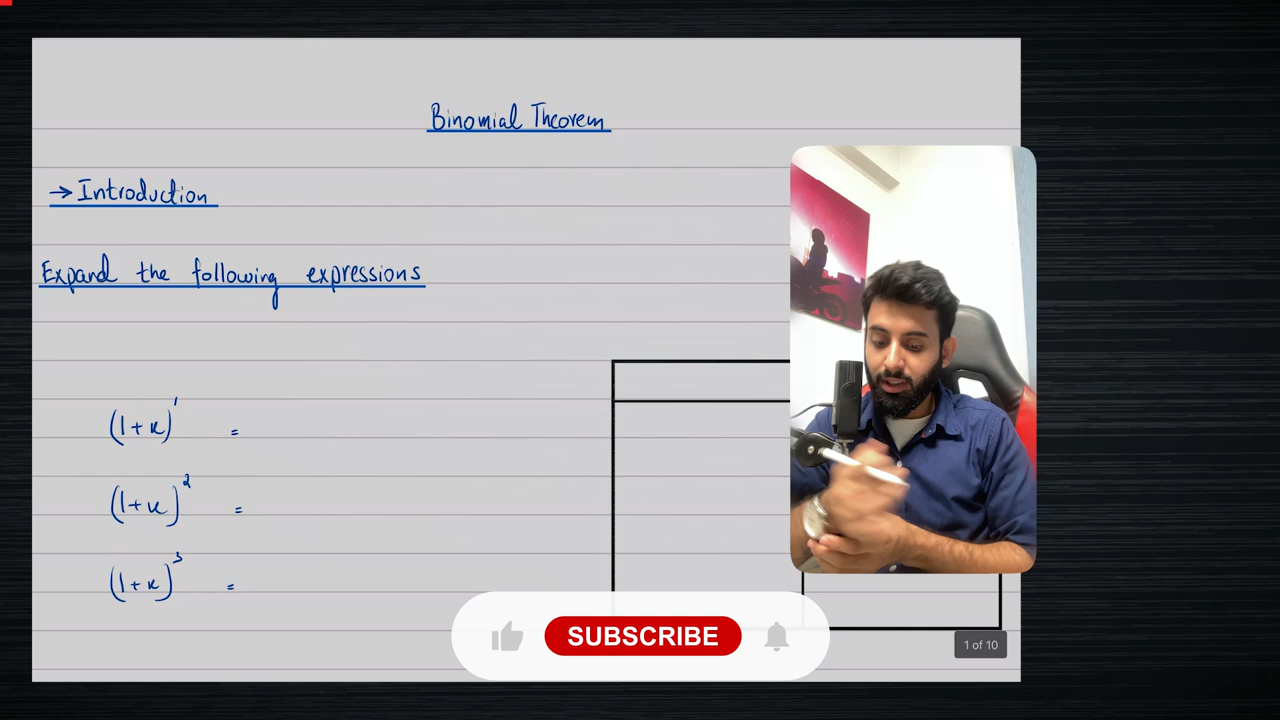 Binomial Theorem
→ Introduction
Expand the following expressions
(1+x)¹ =
(1+x)² =
(1+x)³ =
SUBSCRIBE
1 of 10